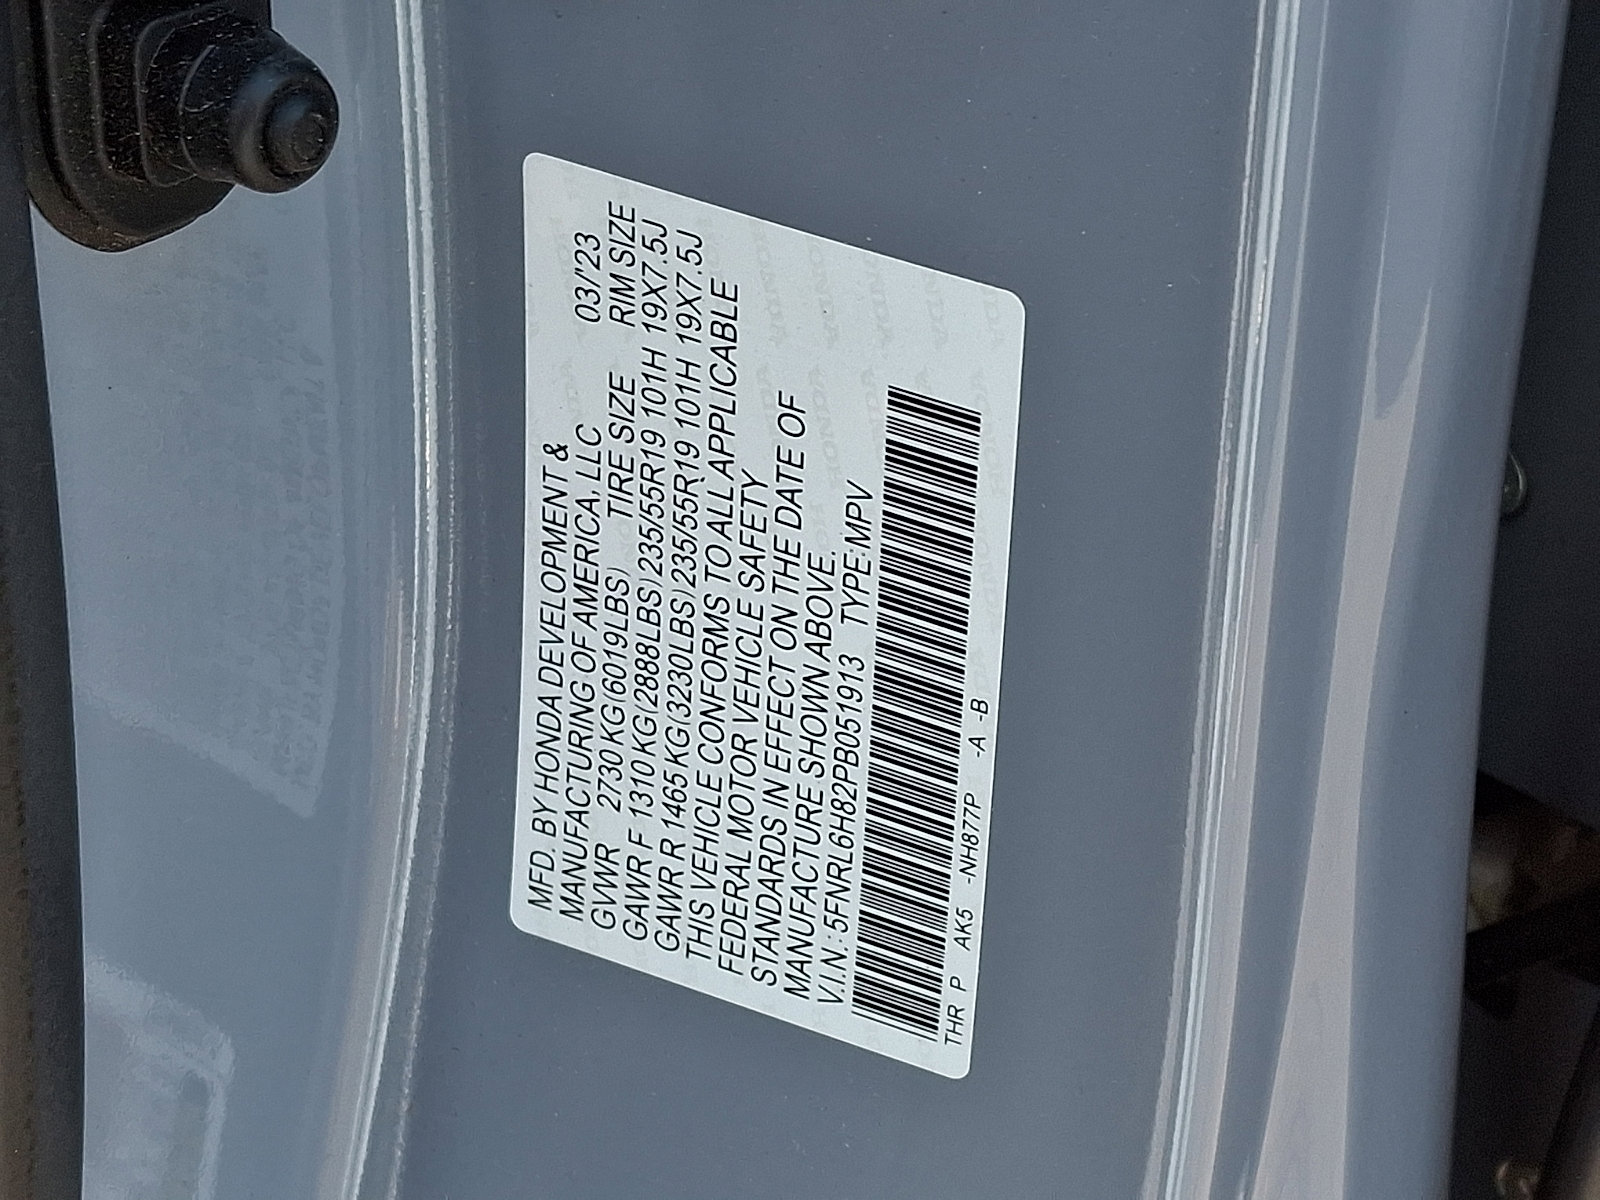 MFD. BY HONDA DEVELOPMENT &
MANUFACTURING OF AMERICA, LLC 03/'23
GVWR 2730 KG(6019LBS) TIRE SIZE RIM SIZE
GAWR F 1310 KG(2888LBS) 235/55R19 101H 19X7.5J
GAWR R 1465 KG(3230LBS) 235/55R19 101H 19X7.5J
THIS VEHICLE CONFORMS TO ALL APPLICABLE
FEDERAL MOTOR VEHICLE SAFETY
STANDARDS IN EFFECT ON THE DATE OF
MANUFACTURE SHOWN ABOVE.
V.I.N.: 5FNRL6H82PB051913 TYPE:MPV
THR P AK5 -NH877P -A -B